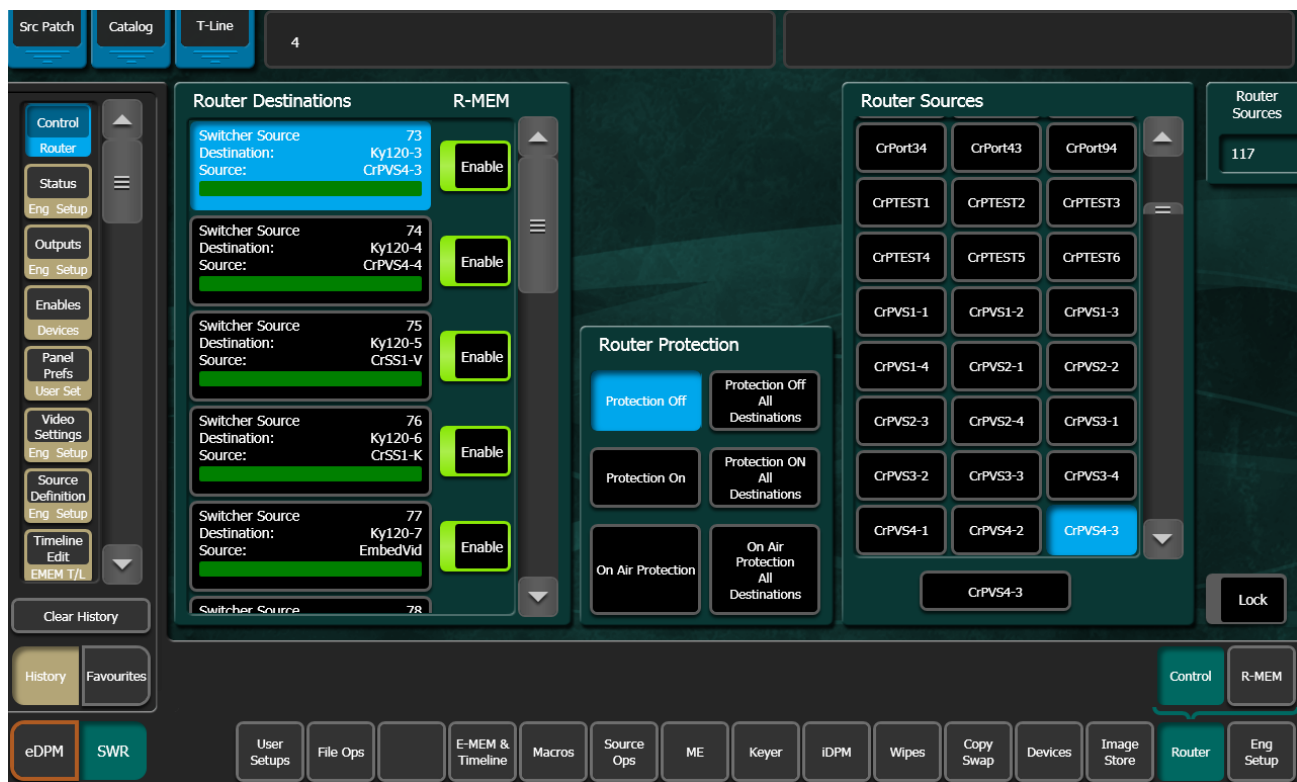 Src Patch
Catalog
T-Line
4
Control
Router
Status
Eng Setup
Outputs
Eng Setup
Enables
Devices
Panel
Prefs
User Set
Video
Settings
Eng Setup
Source
Definition
Eng Setup
Timeline
Edit
EMEM T/L
Clear History
History
Favourites
Router Destinations
R-MEM
Switcher Source 73
Destination: Ky120-3
Source: CrPVS4-3
Enable
Switcher Source 74
Destination: Ky120-4
Source: CrPVS4-4
Enable
Switcher Source 75
Destination: Ky120-5
Source: CrSS1-V
Enable
Switcher Source 76
Destination: Ky120-6
Source: CrSS1-K
Enable
Switcher Source 77
Destination: Ky120-7
Source: EmbedVid
Enable
Switcher Source 78
Router Protection
Protection Off
Protection Off
All
Destinations
Protection On
Protection ON
All
Destinations
On Air Protection
On Air
Protection
All
Destinations
Router Sources
CrPort34 CrPort43 CrPort94
CrPTEST1 CrPTEST2 CrPTEST3
CrPTEST4 CrPTEST5 CrPTEST6
CrPVS1-1 CrPVS1-2 CrPVS1-3
CrPVS1-4 CrPVS2-1 CrPVS2-2
CrPVS2-3 CrPVS2-4 CrPVS3-1
CrPVS3-2 CrPVS3-3 CrPVS3-4
CrPVS4-1 CrPVS4-2 CrPVS4-3
CrPVS4-3
Router
Sources
117
Lock
Control
R-MEM
eDPM
SWR
User
Setups
File Ops
E-MEM &
Timeline
Macros
Source
Ops
ME
Keyer
iDPM
Wipes
Copy
Swap
Devices
Image
Store
Router
Eng
Setup